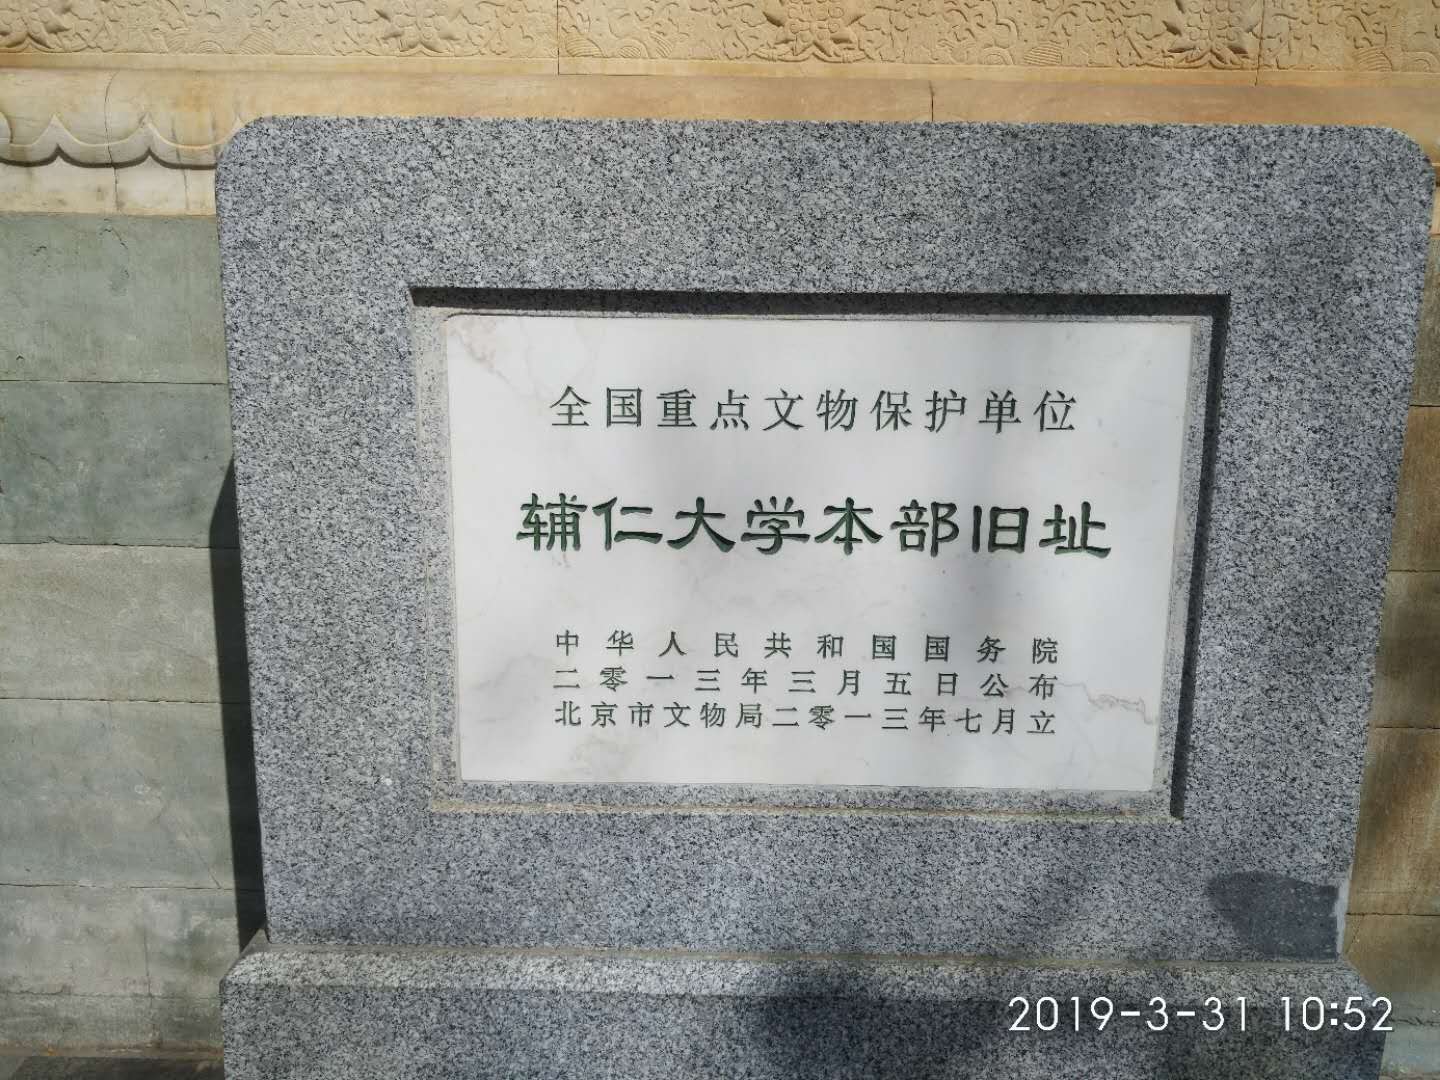 全国重点文物保护单位
辅仁大学本部旧址
中华人民共和国国务院
二零一三年三月五日公布
北京市文物局二零一三年七月立
2019-3-31 10:52